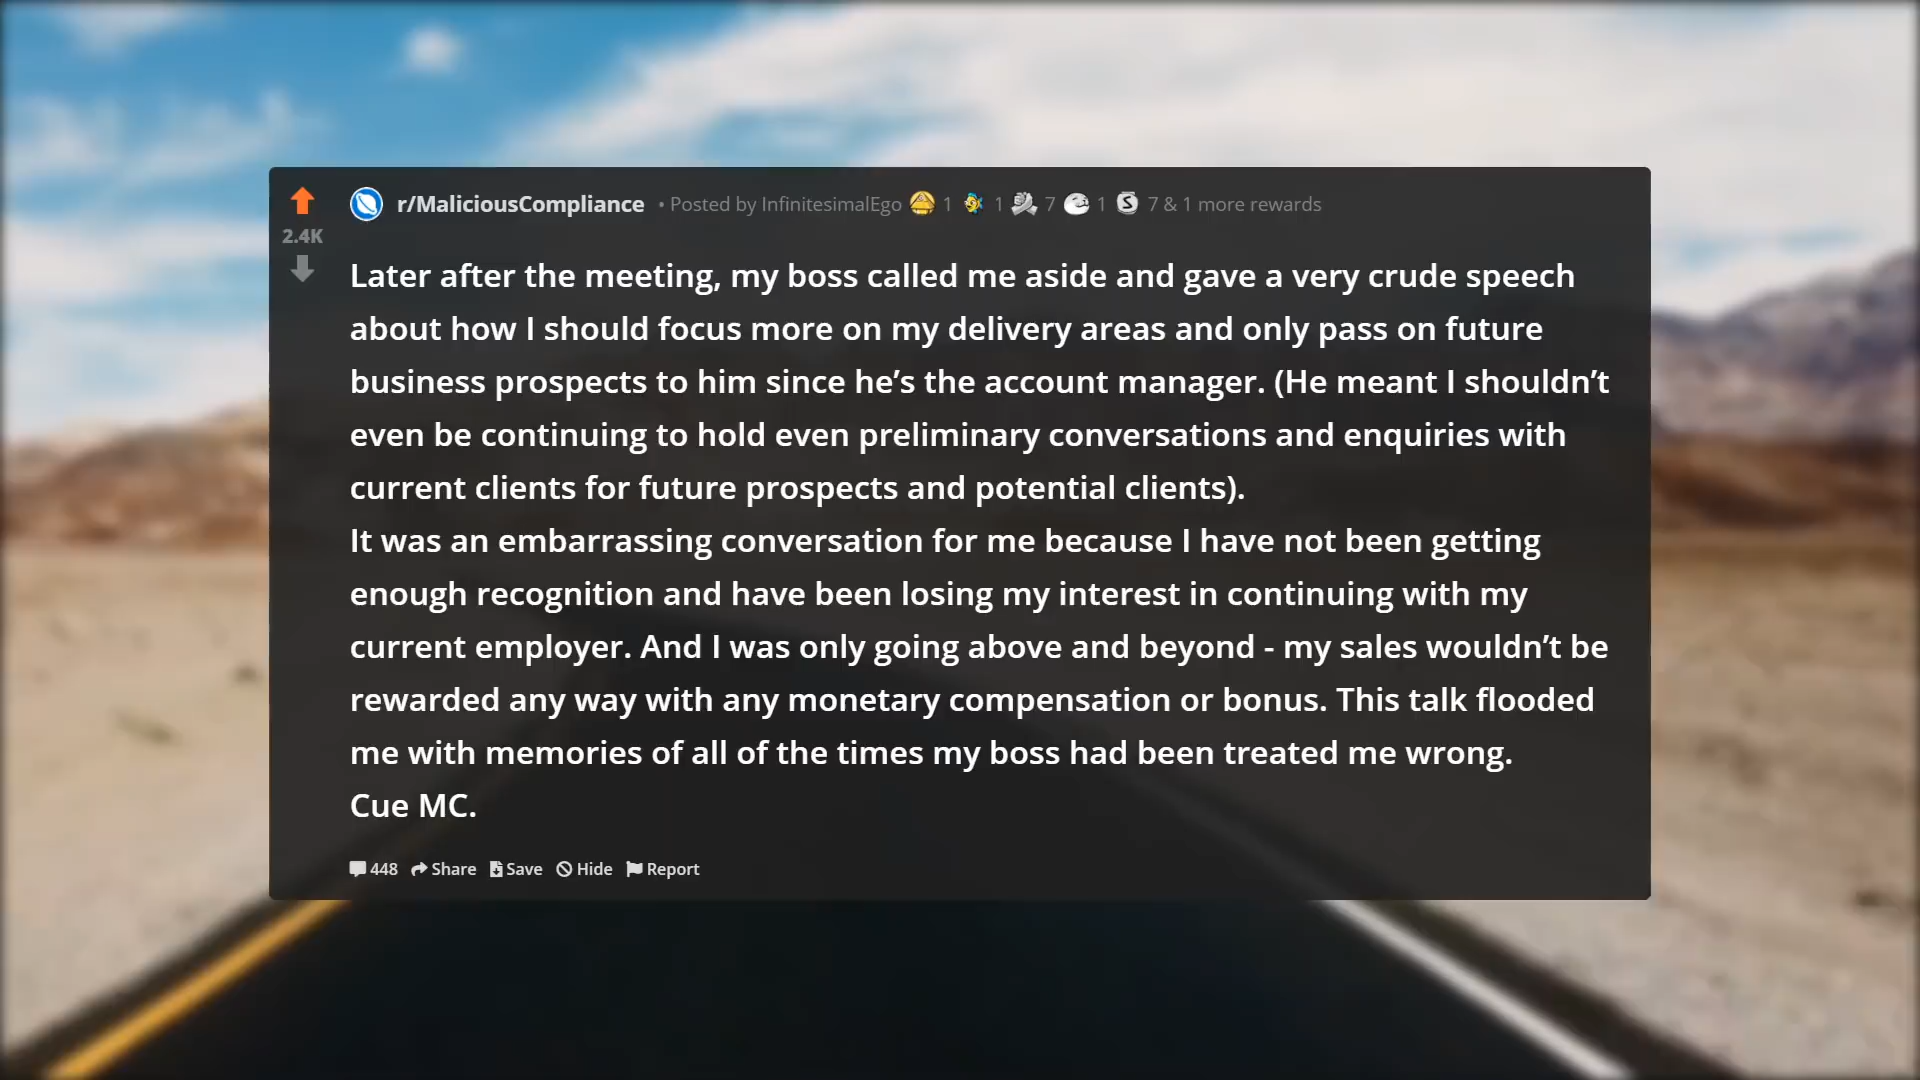 r/MaliciousCompliance • Posted by InfinitesimalEgo 1 1 7 1 7 & 1 more rewards
2.4K
Later after the meeting, my boss called me aside and gave a very crude speech
about how I should focus more on my delivery areas and only pass on future
business prospects to him since he’s the account manager. (He meant I shouldn’t
even be continuing to hold even preliminary conversations and enquiries with
current clients for future prospects and potential clients).
It was an embarrassing conversation for me because I have not been getting
enough recognition and have been losing my interest in continuing with my
current employer. And I was only going above and beyond - my sales wouldn’t be
rewarded any way with any monetary compensation or bonus. This talk flooded
me with memories of all of the times my boss had been treated me wrong.
Cue MC.
448 Share Save Hide Report